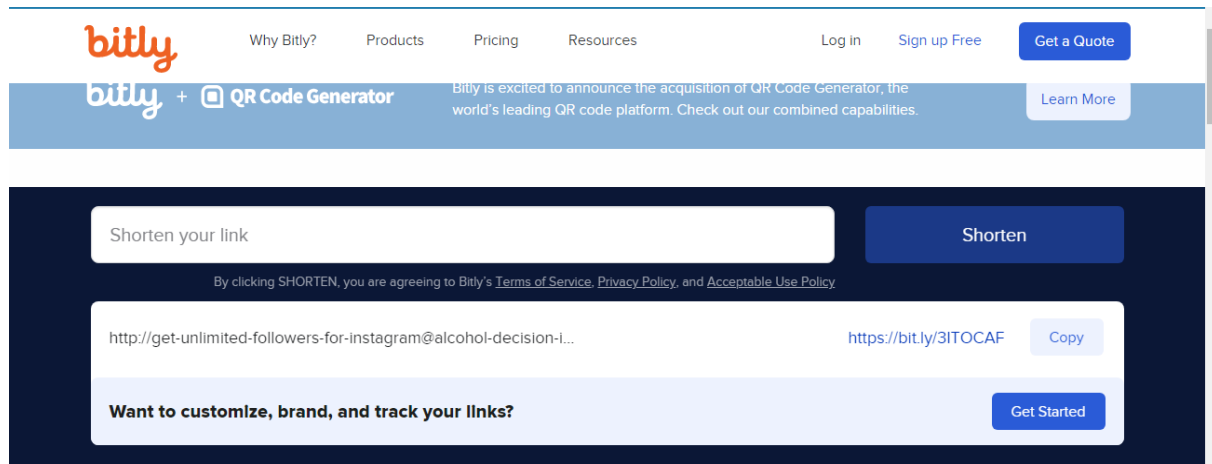 bitly
Why Bitly? Products Pricing Resources Log in Sign up Free Get a Quote
bitly + QR Code Generator
Bitly is excited to announce the acquisition of QR Code Generator, the
world's leading QR code platform. Check out our combined capabilities.
Learn More
Shorten your link
Shorten
By clicking SHORTEN, you are agreeing to Bitly's Terms of Service, Privacy Policy, and Acceptable Use Policy
http://get-unlimited-followers-for-instagram@alcohol-decision-i... https://bit.ly/3ITOCAF Copy
Want to customize, brand, and track your links? Get Started